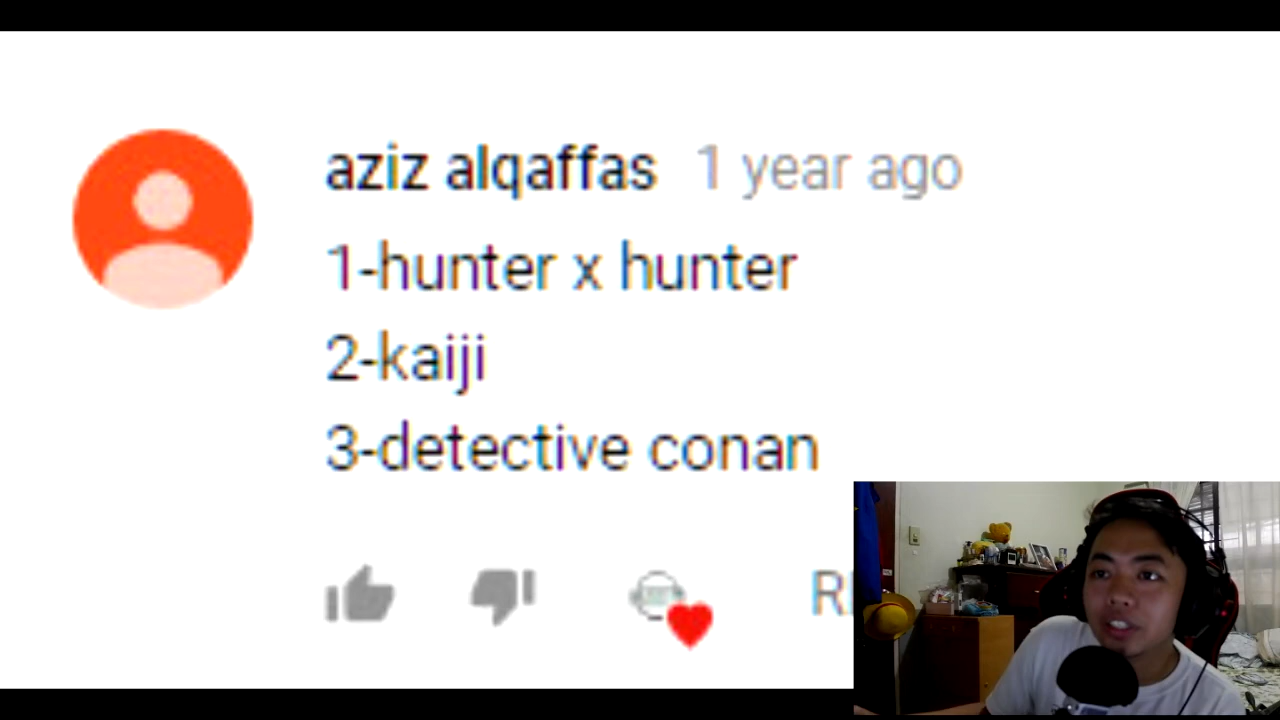 aziz alqaffas 1 year ago
1-hunter x hunter
2-kaiji
3-detective conan